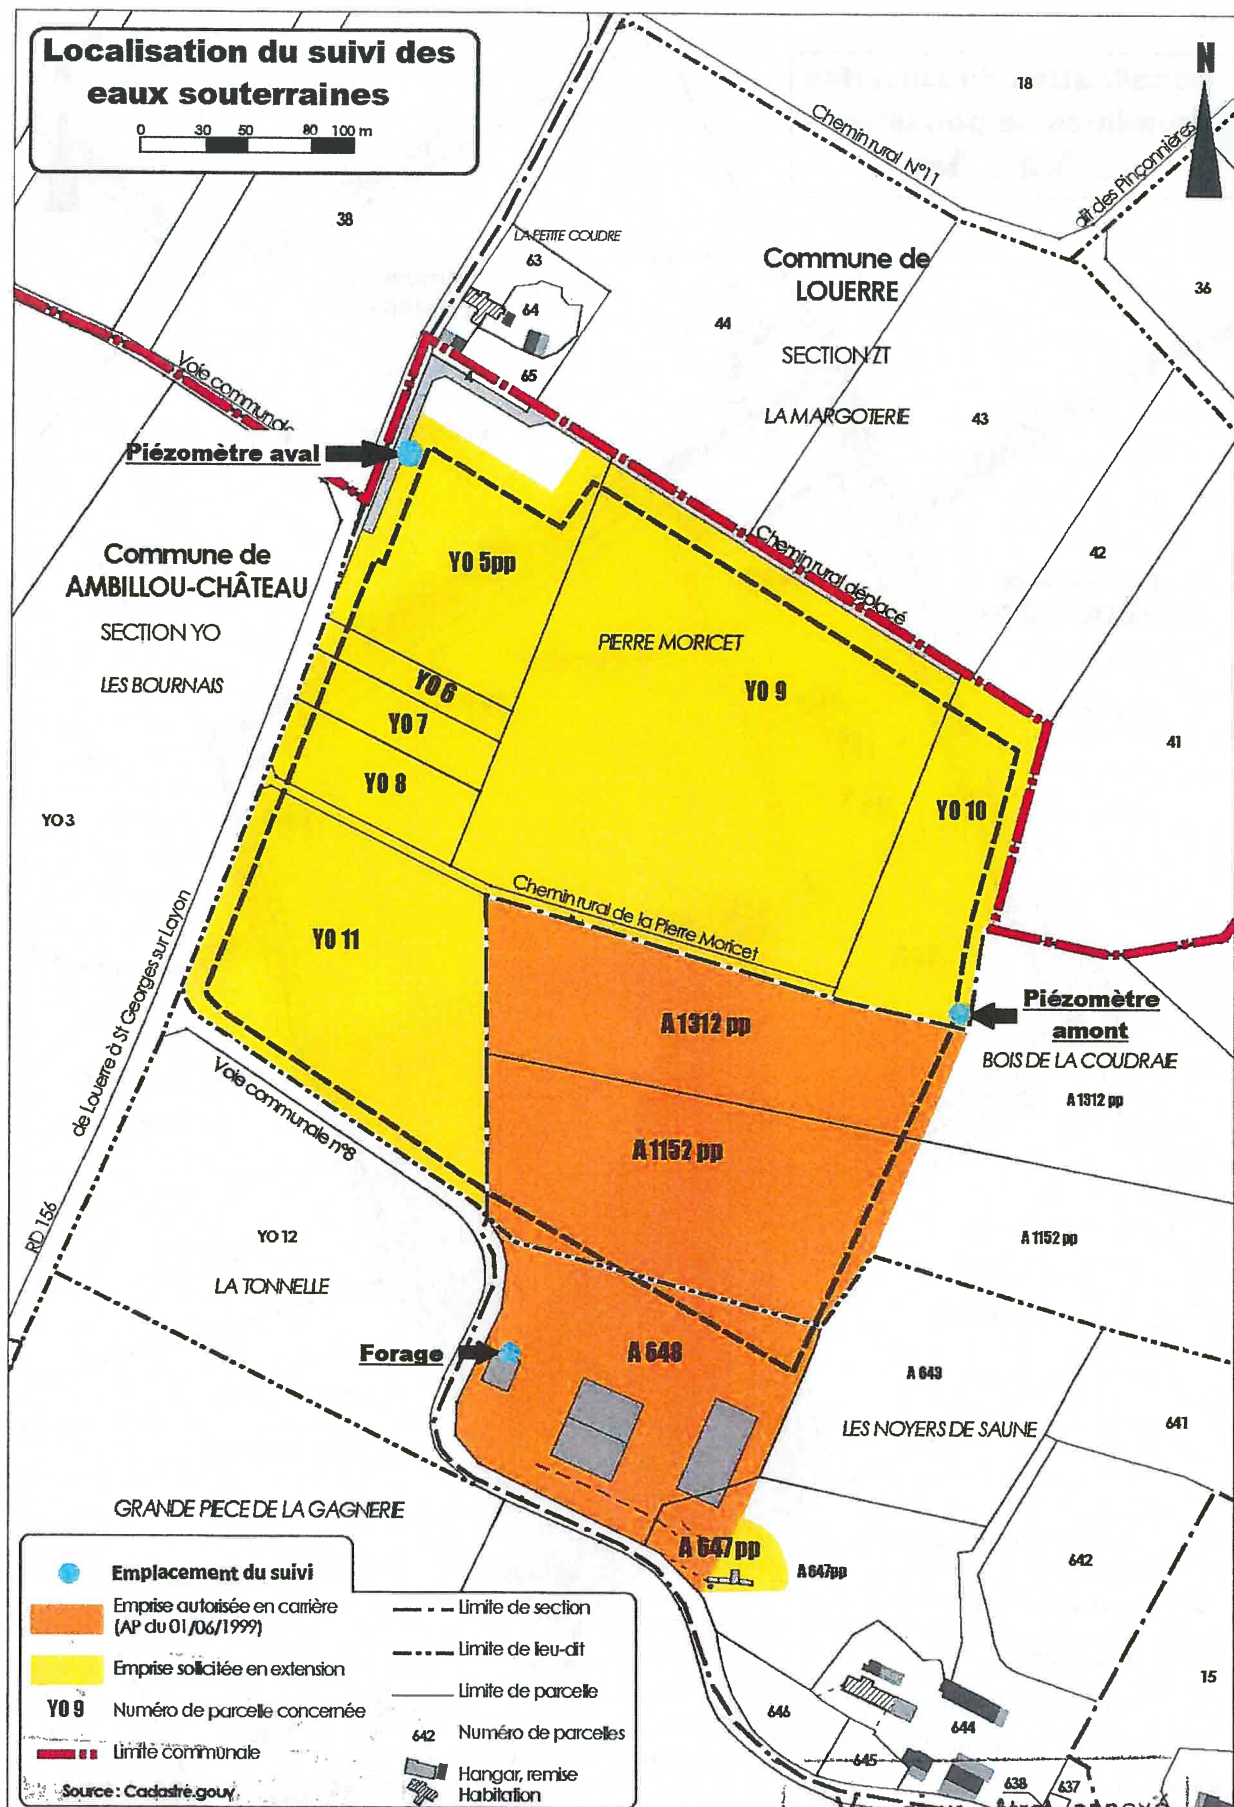 Localisation du suivi des
eaux souterraines
0 30 50 80 100 m
N
18
Chemin rural N°11
dit des Pinçonnières
38
LA PETITE COUDRE
63
64
65
A
Commune de
LOUERRE
44
SECTION ZT
LA MARGOTERIE
43
36
42
41
Voie communale
Piézomètre aval
Commune de
AMBILLOU-CHÂTEAU
SECTION YO
LES BOURNAIS
YO 3
YO 5pp
Chemin rural déplacé
PIERRE MORICET
YO 6
YO 7
YO 8
YO 9
YO 10
YO 11
Chemin rural de la Pierre Moricet
de Louerre à St Georges sur Layon
RD 156
Voie communale n°8
A 1312 pp
Piézomètre
amont
BOIS DE LA COUDRAIE
A 1312 pp
A 1152 pp
A 1152 pp
YO 12
LA TONNELLE
Forage
A 648
A 643
LES NOYERS DE SAUNE
641
642
GRANDE PIECE DE LA GAGNERIE
A 647pp
A 647pp
15
646
645
644
638
637
Emplacement du suivi
Emprise autorisée en carrière
(AP du 01/06/1999)
Emprise sollicitée en extension
YO 9 Numéro de parcelle concernée
Limite communale
Source : Cadastre.gouv
Limite de section
Limite de lieu-dit
Limite de parcelle
642 Numéro de parcelles
Hangar, remise
Habitation